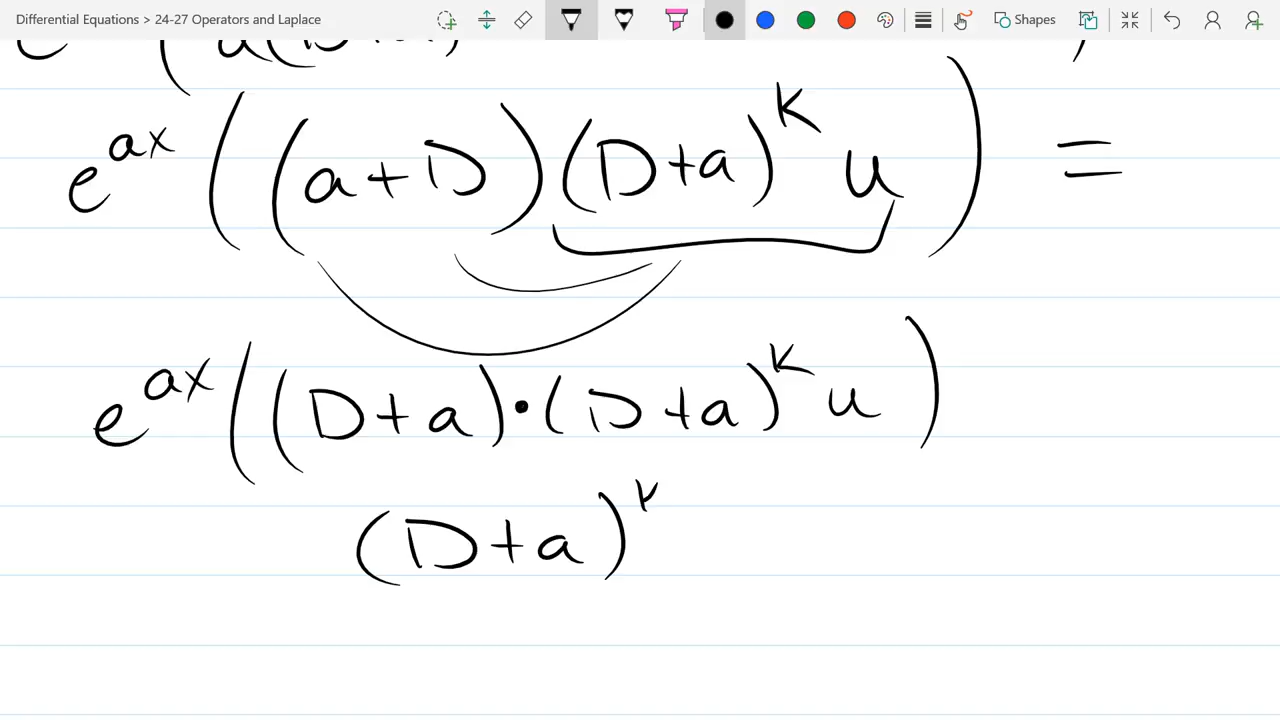 Differential Equations > 24-27 Operators and Laplace
Shapes
e^{ax} ((a+D)(D+a)^k u) =
e^{ax} ((D+a)·(D+a)^k u)
(D+a)^k